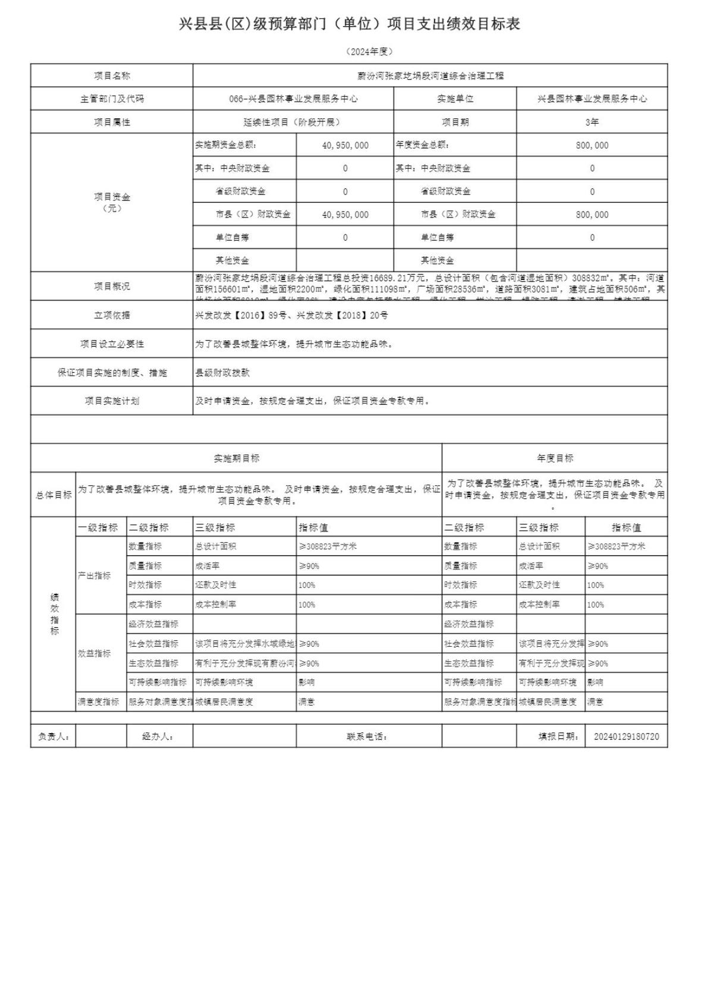 兴县县(区)级预算部门（单位）项目支出绩效目标表
（2024年度）
项目名称 蔚汾河张家圪埚段河道综合治理工程
主管部门及代码 066-兴县园林事业发展服务中心 实施单位 兴县园林事业发展服务中心
项目属性 延续性项目（阶段开展） 项目期 3年
项目资金
（元）
实施期资金总额： 40,950,000 年度资金总额： 800,000
其中：中央财政资金 0 其中：中央财政资金 0
省级财政资金 0 省级财政资金 0
市县（区）财政资金 40,950,000 市县（区）财政资金 800,000
单位自筹 0 单位自筹 0
其他资金 其他资金
项目概况
蔚汾河张家圪埚段河道综合治理工程总投资16689.21万元，总设计面积（包含河道湿地面积）308832㎡。其中：河道
面积156601㎡，湿地面积2200㎡，绿化面积111098㎡，广场面积28536㎡，道路面积3081㎡，建筑占地面积506㎡，其
立项依据 兴发改发【2016】89号、兴发改发【2018】20号
项目设立必要性 为了改善县城整体环境，提升城市生态功能品味。
保证项目实施的制度、措施 县级财政拨款
项目实施计划 及时申请资金，按规定合理支出，保证项目资金专款专用。
实施期目标 年度目标
总体目标
为了改善县城整体环境，提升城市生态功能品味。 及时申请资金，按规定合理支出，保证
项目资金专款专用。
为了改善县城整体环境，提升城市生态功能品味。 及
时申请资金，按规定合理支出，保证项目资金专款专用
。
绩
效
指
标
一级指标 二级指标 三级指标 指标值 二级指标 三级指标 指标值
产出指标
数量指标 总设计面积 ≥308823平方米 数量指标 总设计面积 ≥308823平方米
质量指标 成活率 ≥90% 质量指标 成活率 ≥90%
时效指标 还款及时性 100% 时效指标 还款及时性 100%
成本指标 成本控制率 100% 成本指标 成本控制率 100%
效益指标
经济效益指标 经济效益指标
社会效益指标 该项目将充分发挥水域绿地 ≥90% 社会效益指标 该项目将充分发挥 ≥90%
生态效益指标 有利于充分发挥现有蔚汾河 ≥90% 生态效益指标 有利于充分发挥现 ≥90%
可持续影响指标 可持续影响环境 影响 可持续影响指标 可持续影响环境 影响
满意度指标 服务对象满意度指 城镇居民满意度 满意 服务对象满意度指标 城镇居民满意度 满意
负责人： 经办人： 联系电话： 填报日期： 20240129180720